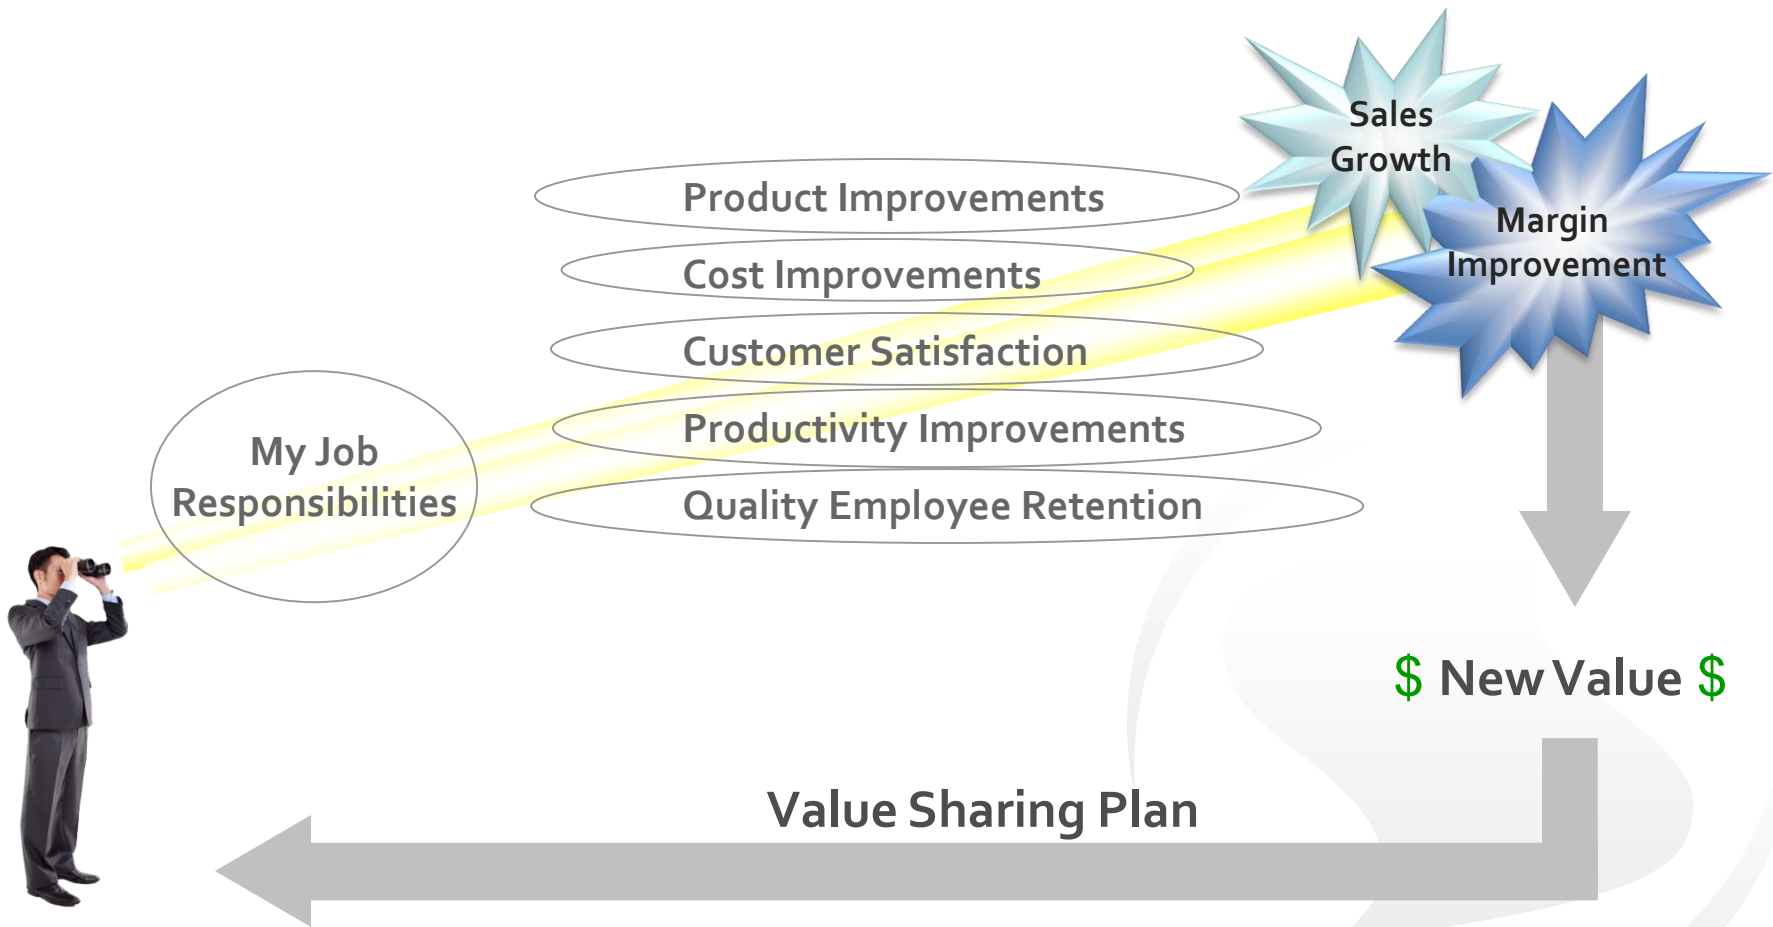 Sales
Growth
Margin
Improvement
Product Improvements
Cost Improvements
Customer Satisfaction
Productivity Improvements
Quality Employee Retention
My Job
Responsibilities
$ New Value $
Value Sharing Plan